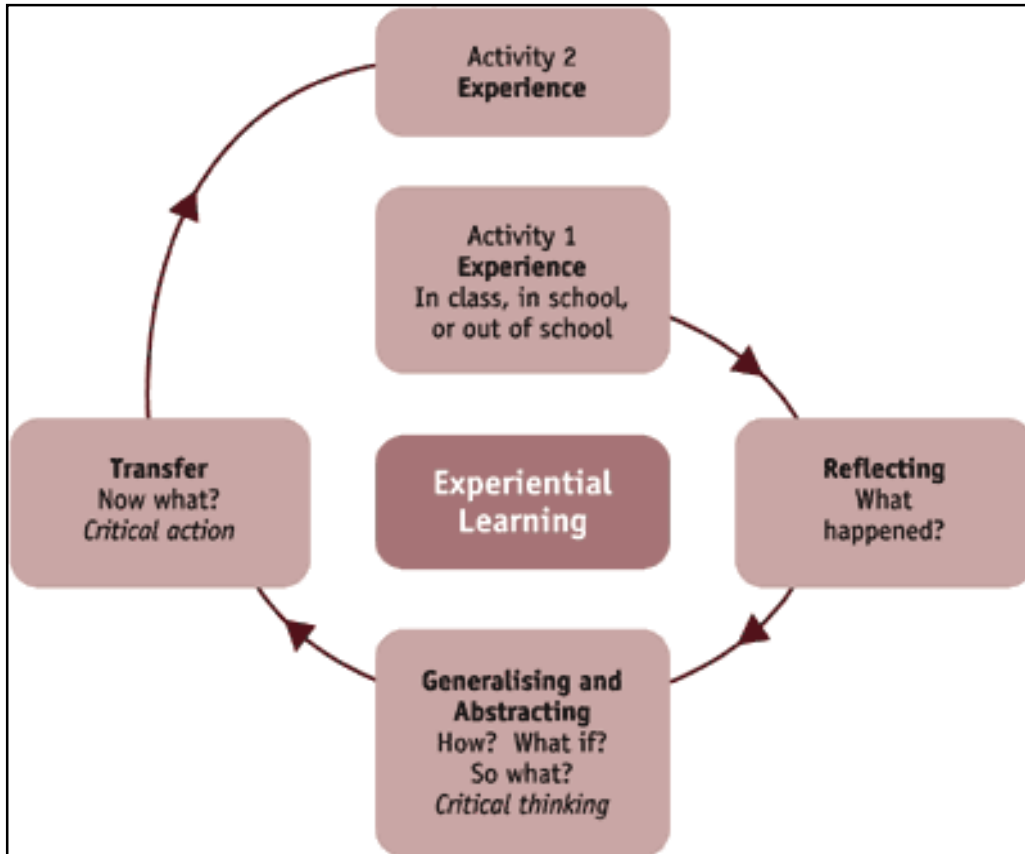 Activity 2
Experience
Activity 1
Experience
In class, in school,
or out of school
Transfer
Now what?
Critical action
Experiential
Learning
Reflecting
What
happened?
Generalising and
Abstracting
How? What if?
So what?
Critical thinking